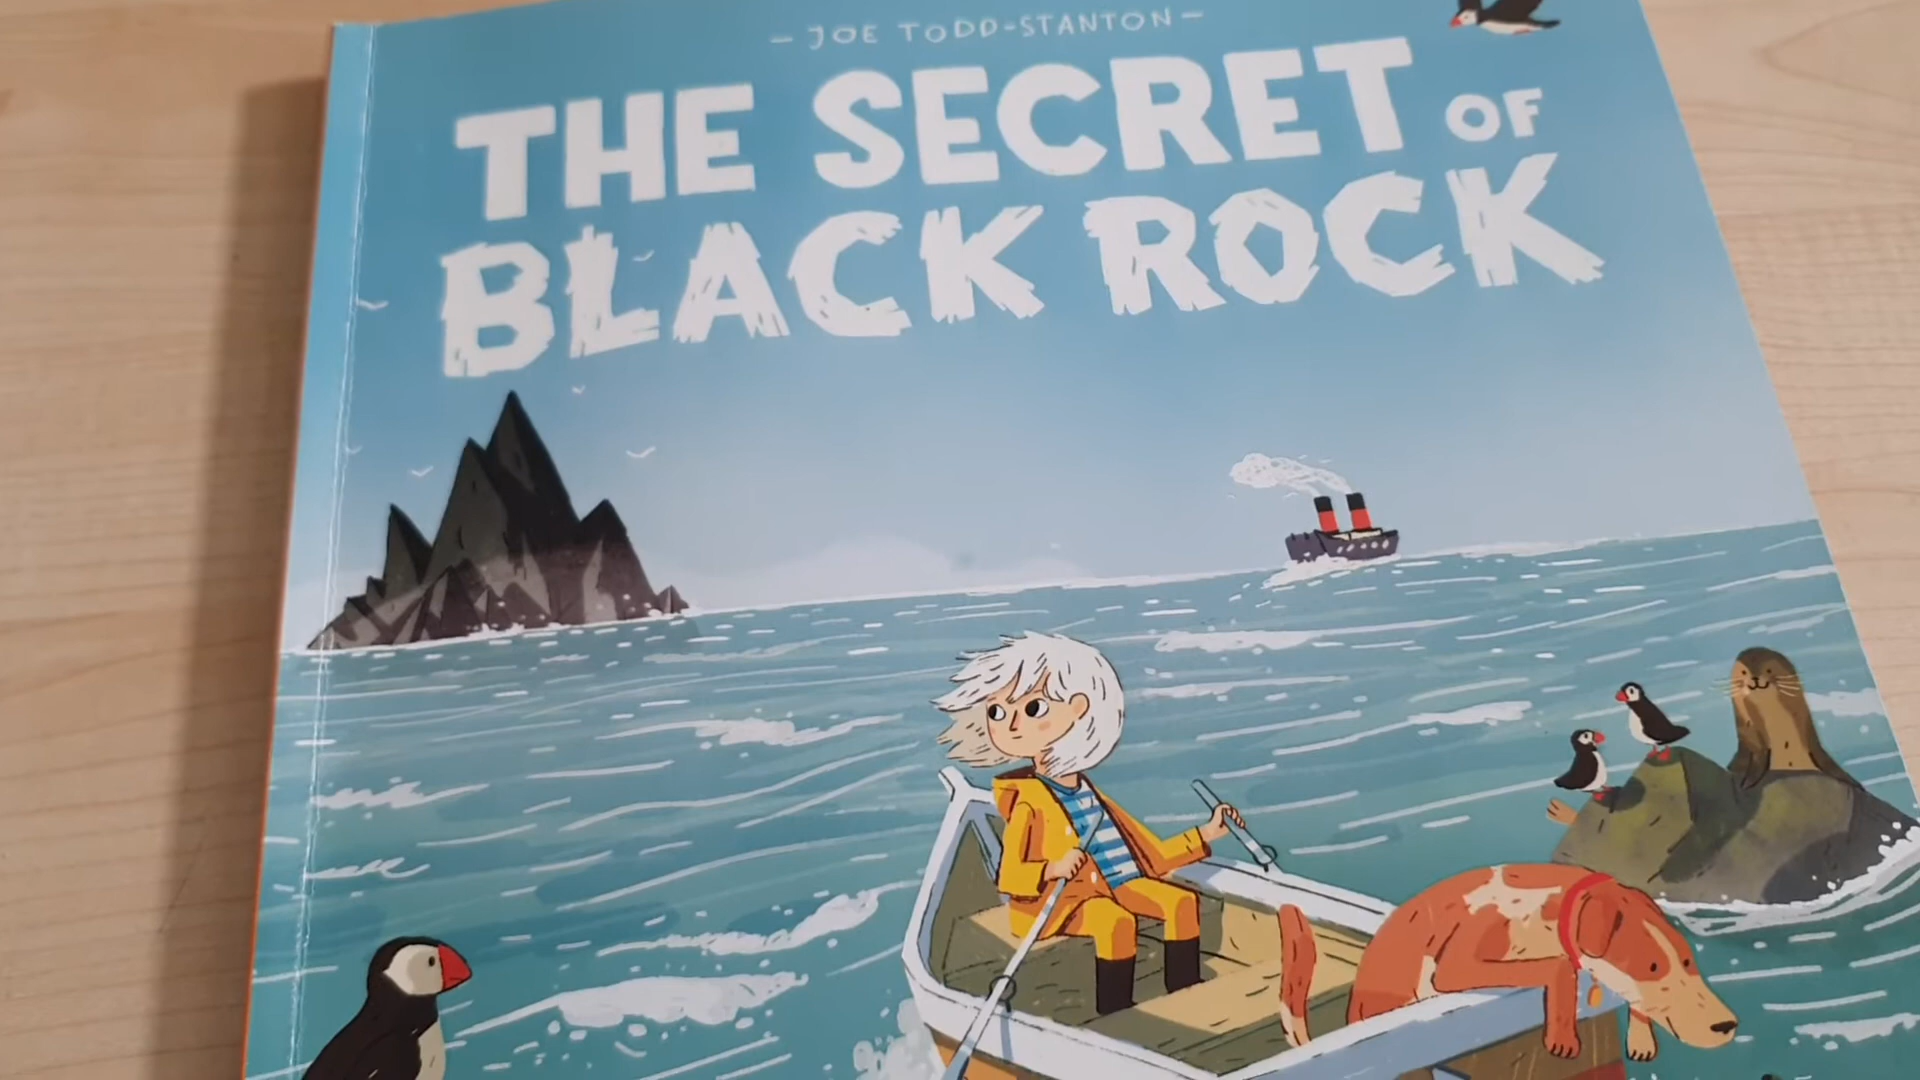 – JOE TODD-STANTON –
THE SECRET OF
BLACK ROCK